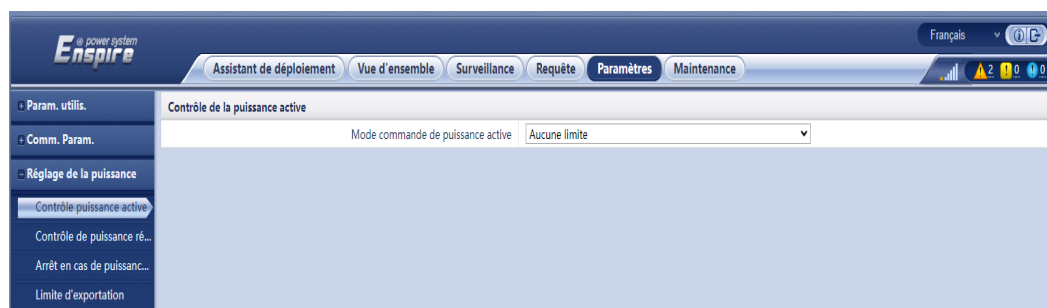 e power system
Enspire
Français
Assistant de déploiement Vue d'ensemble Surveillance Requête Paramètres Maintenance
2 0 0
Param. utilis.
Comm. Param.
Réglage de la puissance
Contrôle puissance active
Contrôle de puissance ré...
Arrêt en cas de puissanc...
Limite d'exportation
Contrôle de la puissance active
Mode commande de puissance active Aucune limite